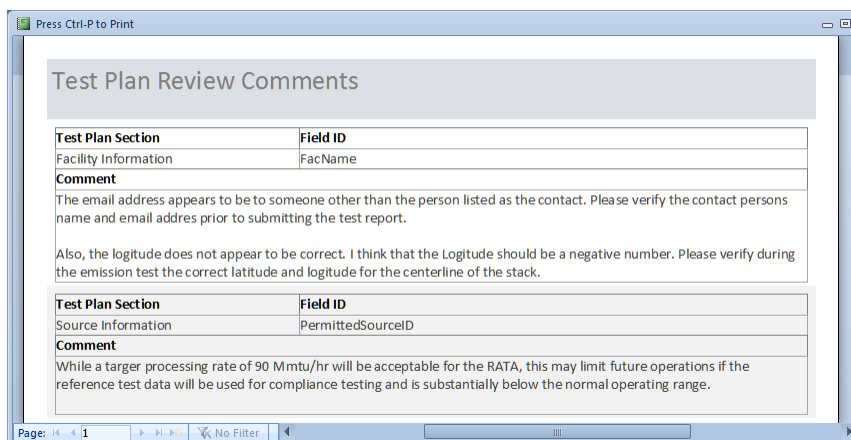 Press Ctrl-P to Print
Test Plan Review Comments
Test Plan Section Field ID
Facility Information FacName
Comment
The email address appears to be to someone other than the person listed as the contact. Please verify the contact persons
name and email addres prior to submitting the test report.
Also, the logitude does not appear to be correct. I think that the Logitude should be a negative number. Please verify during
the emission test the correct latitude and logitude for the centerline of the stack.
Test Plan Section Field ID
Source Information PermittedSourceID
Comment
While a targer processing rate of 90 Mmtu/hr will be acceptable for the RATA, this may limit future operations if the
reference test data will be used for compliance testing and is substantially below the normal operating range.
Page: 1 No Filter